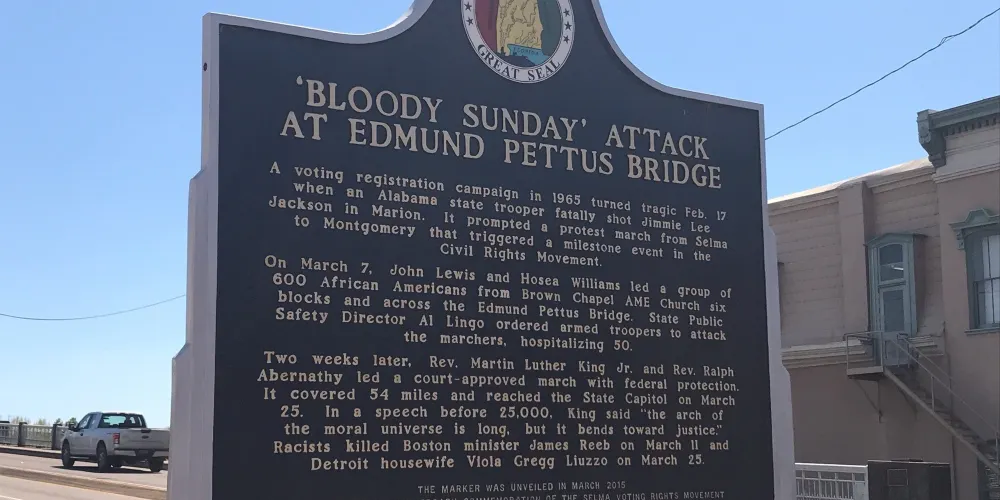 GREAT SEAL
'BLOODY SUNDAY' ATTACK
AT EDMUND PETTUS BRIDGE
A voting registration campaign in 1965 turned tragic Feb. 17
when an Alabama state trooper fatally shot Jimmie Lee
Jackson in Marion. It prompted a protest march from Selma
to Montgomery that triggered a milestone event in the
Civil Rights Movement.
On March 7, John Lewis and Hosea Williams led a group of
600 African Americans from Brown Chapel AME Church six
blocks and across the Edmund Pettus Bridge. State Public
Safety Director Al Lingo ordered armed troopers to attack
the marchers, hospitalizing 50.
Two weeks later, Rev. Martin Luther King Jr. and Rev. Ralph
Abernathy led a court-approved march with federal protection.
It covered 54 miles and reached the State Capitol on March
25. In a speech before 25,000, King said "the arc of
the moral universe is long, but it bends toward justice."
Racists killed Boston minister James Reeb on March 11 and
Detroit housewife Viola Gregg Liuzzo on March 25.
THE MARKER WAS UNVEILED IN MARCH 2015
COMMEMORATION OF THE SELMA VOTING RIGHTS MOVEMENT